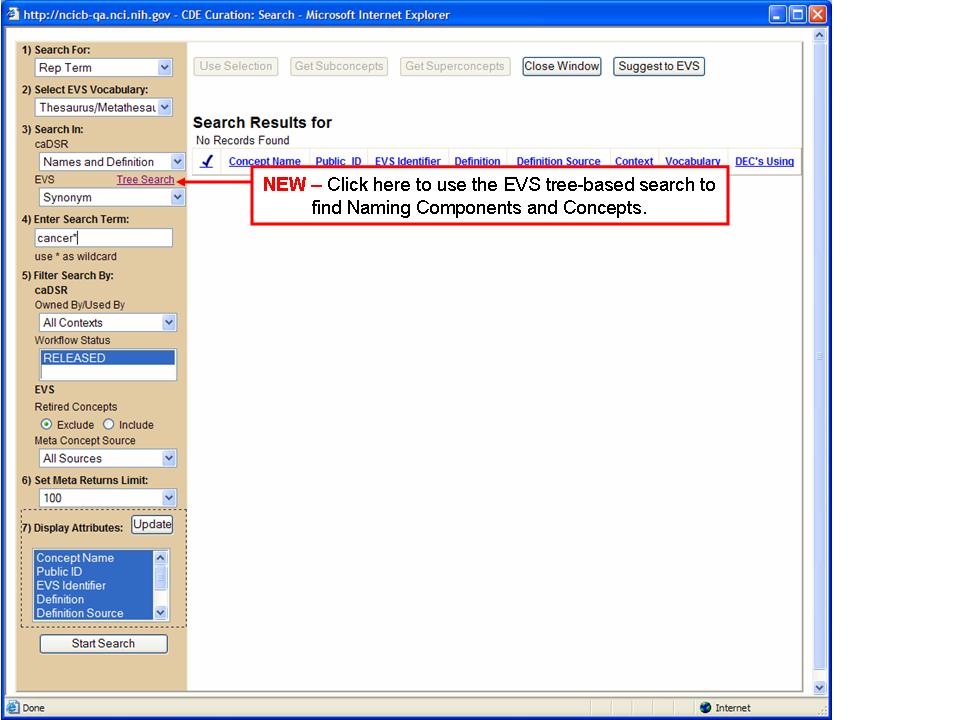 http://ncicb-qa.nci.nih.gov - CDE Curation: Search - Microsoft Internet Explorer
1) Search For:
Rep Term
2) Select EVS Vocabulary:
Thesaurus/Metathesau
3) Search In:
caDSR
Names and Definition
EVS Tree Search
Synonym
4) Enter Search Term:
cancer*
use * as wildcard
5) Filter Search By:
caDSR
Owned By/Used By
All Contexts
Workflow Status
RELEASED
EVS
Retired Concepts
Exclude Include
Meta Concept Source
All Sources
6) Set Meta Returns Limit:
100
7) Display Attributes: Update
Concept Name
Public ID
EVS Identifier
Definition
Definition Source
Start Search
Use Selection Get Subconcepts Get Superconcepts Close Window Suggest to EVS
Search Results for
No Records Found
Concept Name Public_ID EVS Identifier Definition Definition Source Context Vocabulary DEC's Using
NEW – Click here to use the EVS tree-based search to
find Naming Components and Concepts.
Done Internet